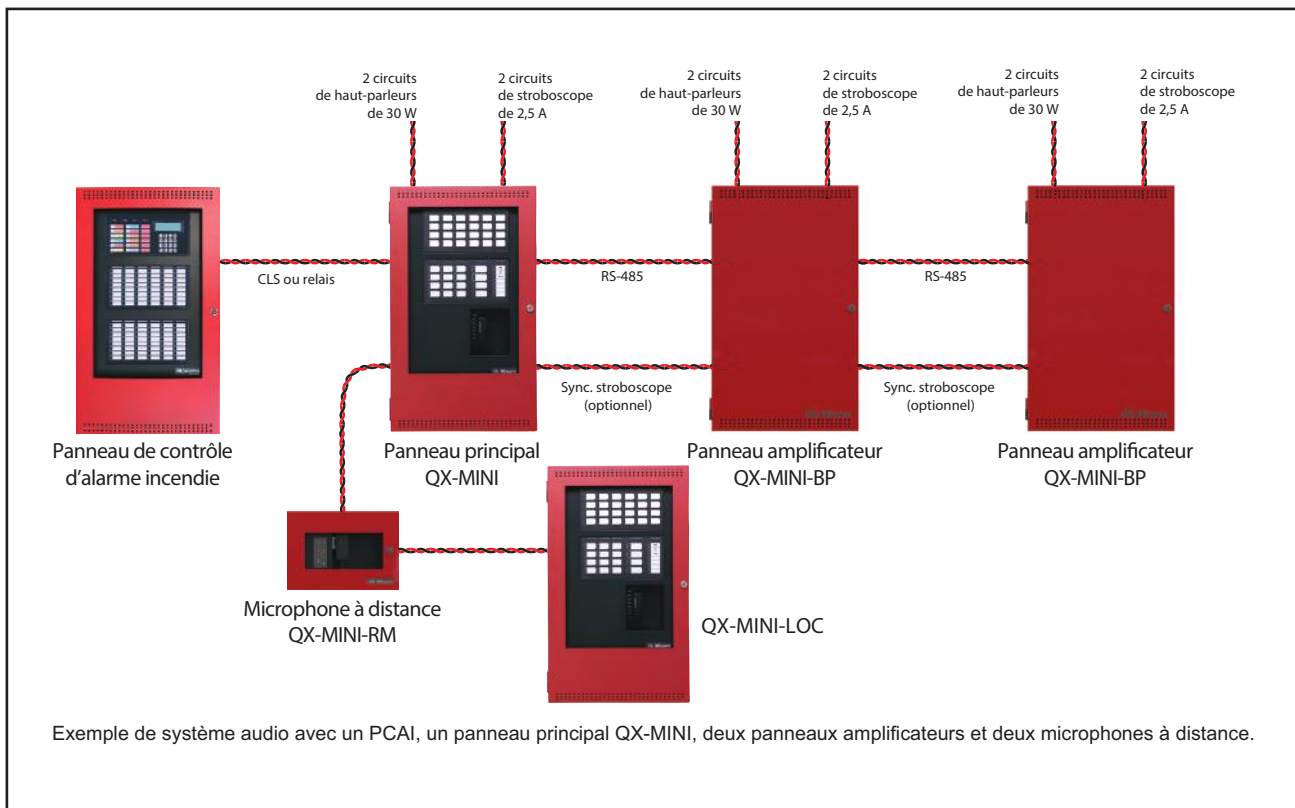 2 circuits
de haut-parleurs
de 30 W
2 circuits
de stroboscope
de 2,5 A
2 circuits
de haut-parleurs
de 30 W
2 circuits
de stroboscope
de 2,5 A
2 circuits
de haut-parleurs
de 30 W
2 circuits
de stroboscope
de 2,5 A
CLS ou relais
RS-485
RS-485
Sync. stroboscope
(optionnel)
Sync. stroboscope
(optionnel)
Panneau de contrôle
d'alarme incendie
Panneau principal
QX-MINI
Panneau amplificateur
QX-MINI-BP
Panneau amplificateur
QX-MINI-BP
Microphone à distance
QX-MINI-RM
QX-MINI-LOC
Exemple de système audio avec un PCAI, un panneau principal QX-MINI, deux panneaux amplificateurs et deux microphones à distance.